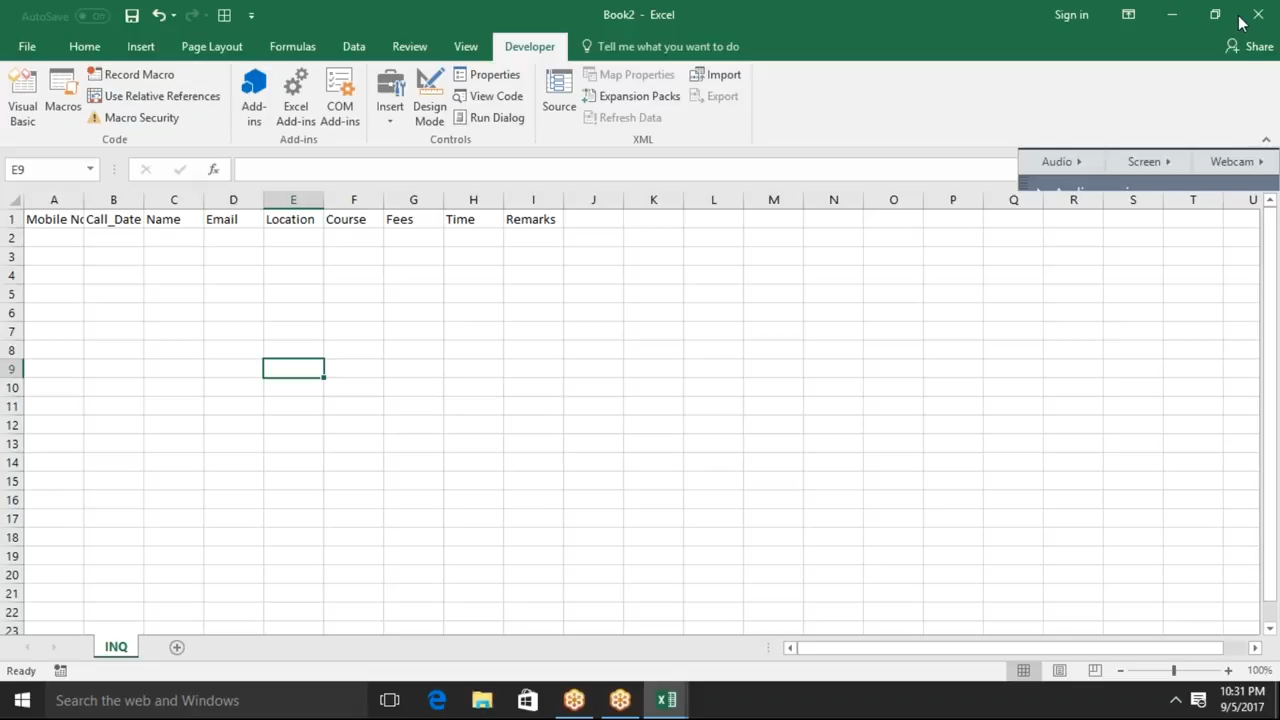 AutoSave Off
Book2 - Excel
Sign in
File Home Insert Page Layout Formulas Data Review View Developer Tell me what you want to do Share
Visual Basic
Macros
Record Macro
Use Relative References
Macro Security
Code
Add-ins
Excel Add-ins
COM Add-ins
Add-ins
Insert
Design Mode
Properties
View Code
Run Dialog
Controls
Source
Map Properties
Expansion Packs
Refresh Data
Import
Export
XML
E9
fx
Audio Screen Webcam
A B C D E F G H I J K L M N O P Q R S T U
1 Mobile No Call_Date Name Email Location Course Fees Time Remarks
2
3
4
5
6
7
8
9
10
11
12
13
14
15
16
17
18
19
20
21
22
23
INQ
Ready
100%
Search the web and Windows
10:31 PM
9/5/2017